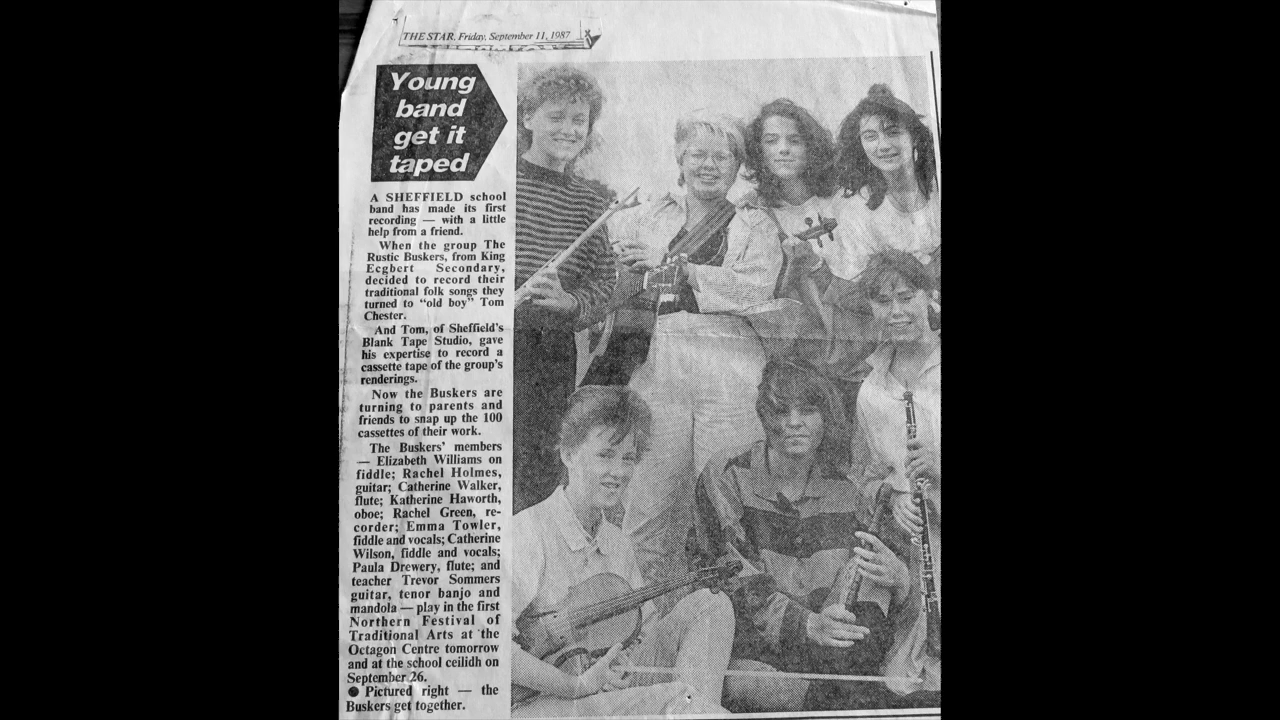 THE STAR, Friday, September 11, 1987
Young
band
get it
taped
A SHEFFIELD school
band has made its first
recording — with a little
help from a friend.
When the group The
Rustic Buskers, from King
Ecgbert Secondary,
decided to record their
traditional folk songs they
turned to “old boy” Tom
Chester.
And Tom, of Sheffield's
Blank Tape Studio, gave
his expertise to record a
cassette tape of the group's
renderings.
Now the Buskers are
turning to parents and
friends to snap up the 100
cassettes of their work.
The Buskers' members
— Elizabeth Williams on
fiddle; Rachel Holmes,
guitar; Catherine Walker,
flute; Katherine Haworth,
oboe; Rachel Green, re-
corder; Emma Towler,
fiddle and vocals; Catherine
Wilson, fiddle and vocals;
Paula Drewery, flute; and
teacher Trevor Sommers
guitar, tenor banjo and
mandola — play in the first
Northern Festival of
Traditional Arts at the
Octagon Centre tomorrow
and at the school ceilidh on
September 26.
● Pictured right — the
Buskers get together.